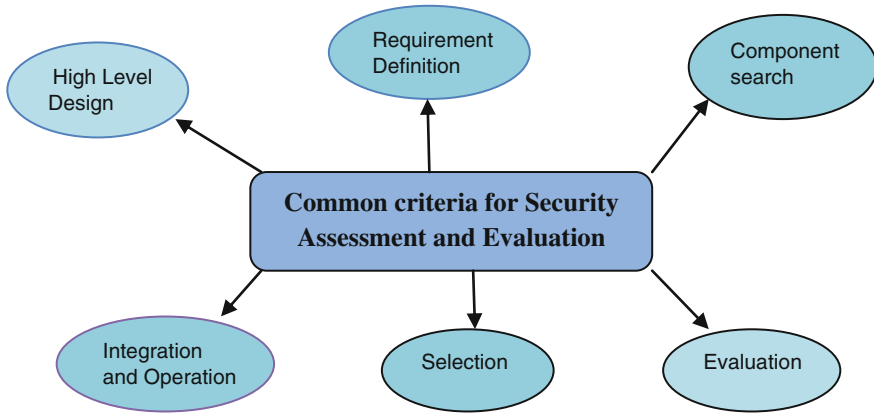 High Level
Design
Requirement
Definition
Component
search
Common criteria for Security
Assessment and Evaluation
Integration
and Operation
Selection
Evaluation